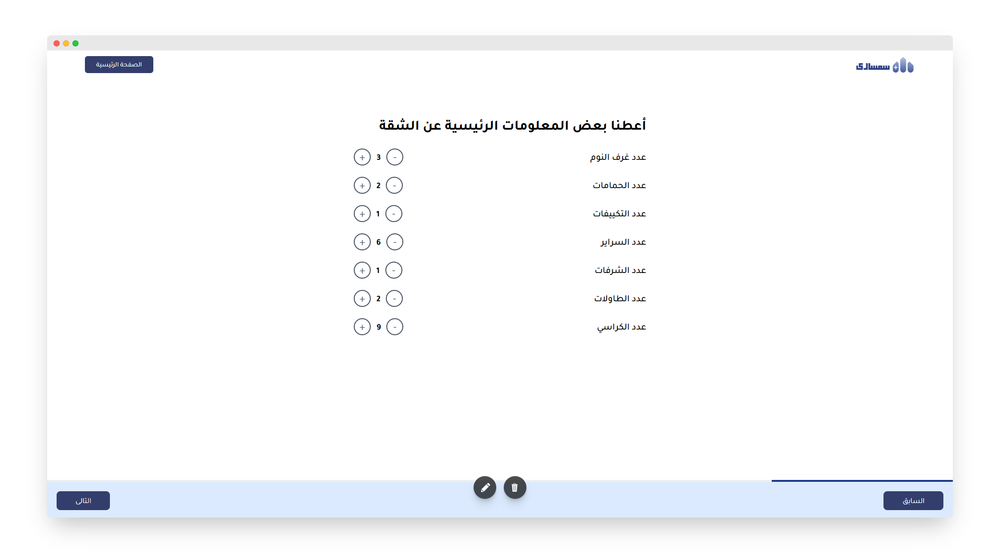 سمسارى
الصفحة الرئيسية
أعطنا بعض المعلومات الرئيسية عن الشقة
عدد غرف النوم - 3 +
عدد الحمامات - 2 +
عدد التكييفات - 1 +
عدد السراير - 6 +
عدد الشرفات - 1 +
عدد الطاولات - 2 +
عدد الكراسي - 9 +
السابق
التالى